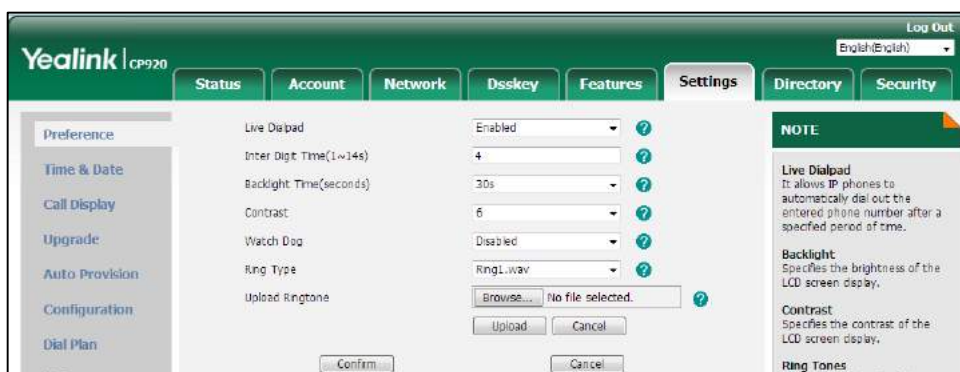 Log Out
English(English)
Yealink CP920
Status Account Network Dsskey Features Settings Directory Security
Preference
Time & Date
Call Display
Upgrade
Auto Provision
Configuration
Dial Plan
Live Dialpad Enabled
Inter Digit Time(1~14s) 4
Backlight Time(seconds) 30s
Contrast 6
Watch Dog Disabled
Ring Type Ring1.wav
Upload Ringtone Browse... No file selected.
Upload Cancel
Confirm Cancel
NOTE
Live Dialpad
It allows IP phones to
automatically dial out the
entered phone number after a
specified period of time.
Backlight
Specifies the brightness of the
LCD screen display.
Contrast
Specifies the contrast of the
LCD screen display.
Ring Tones